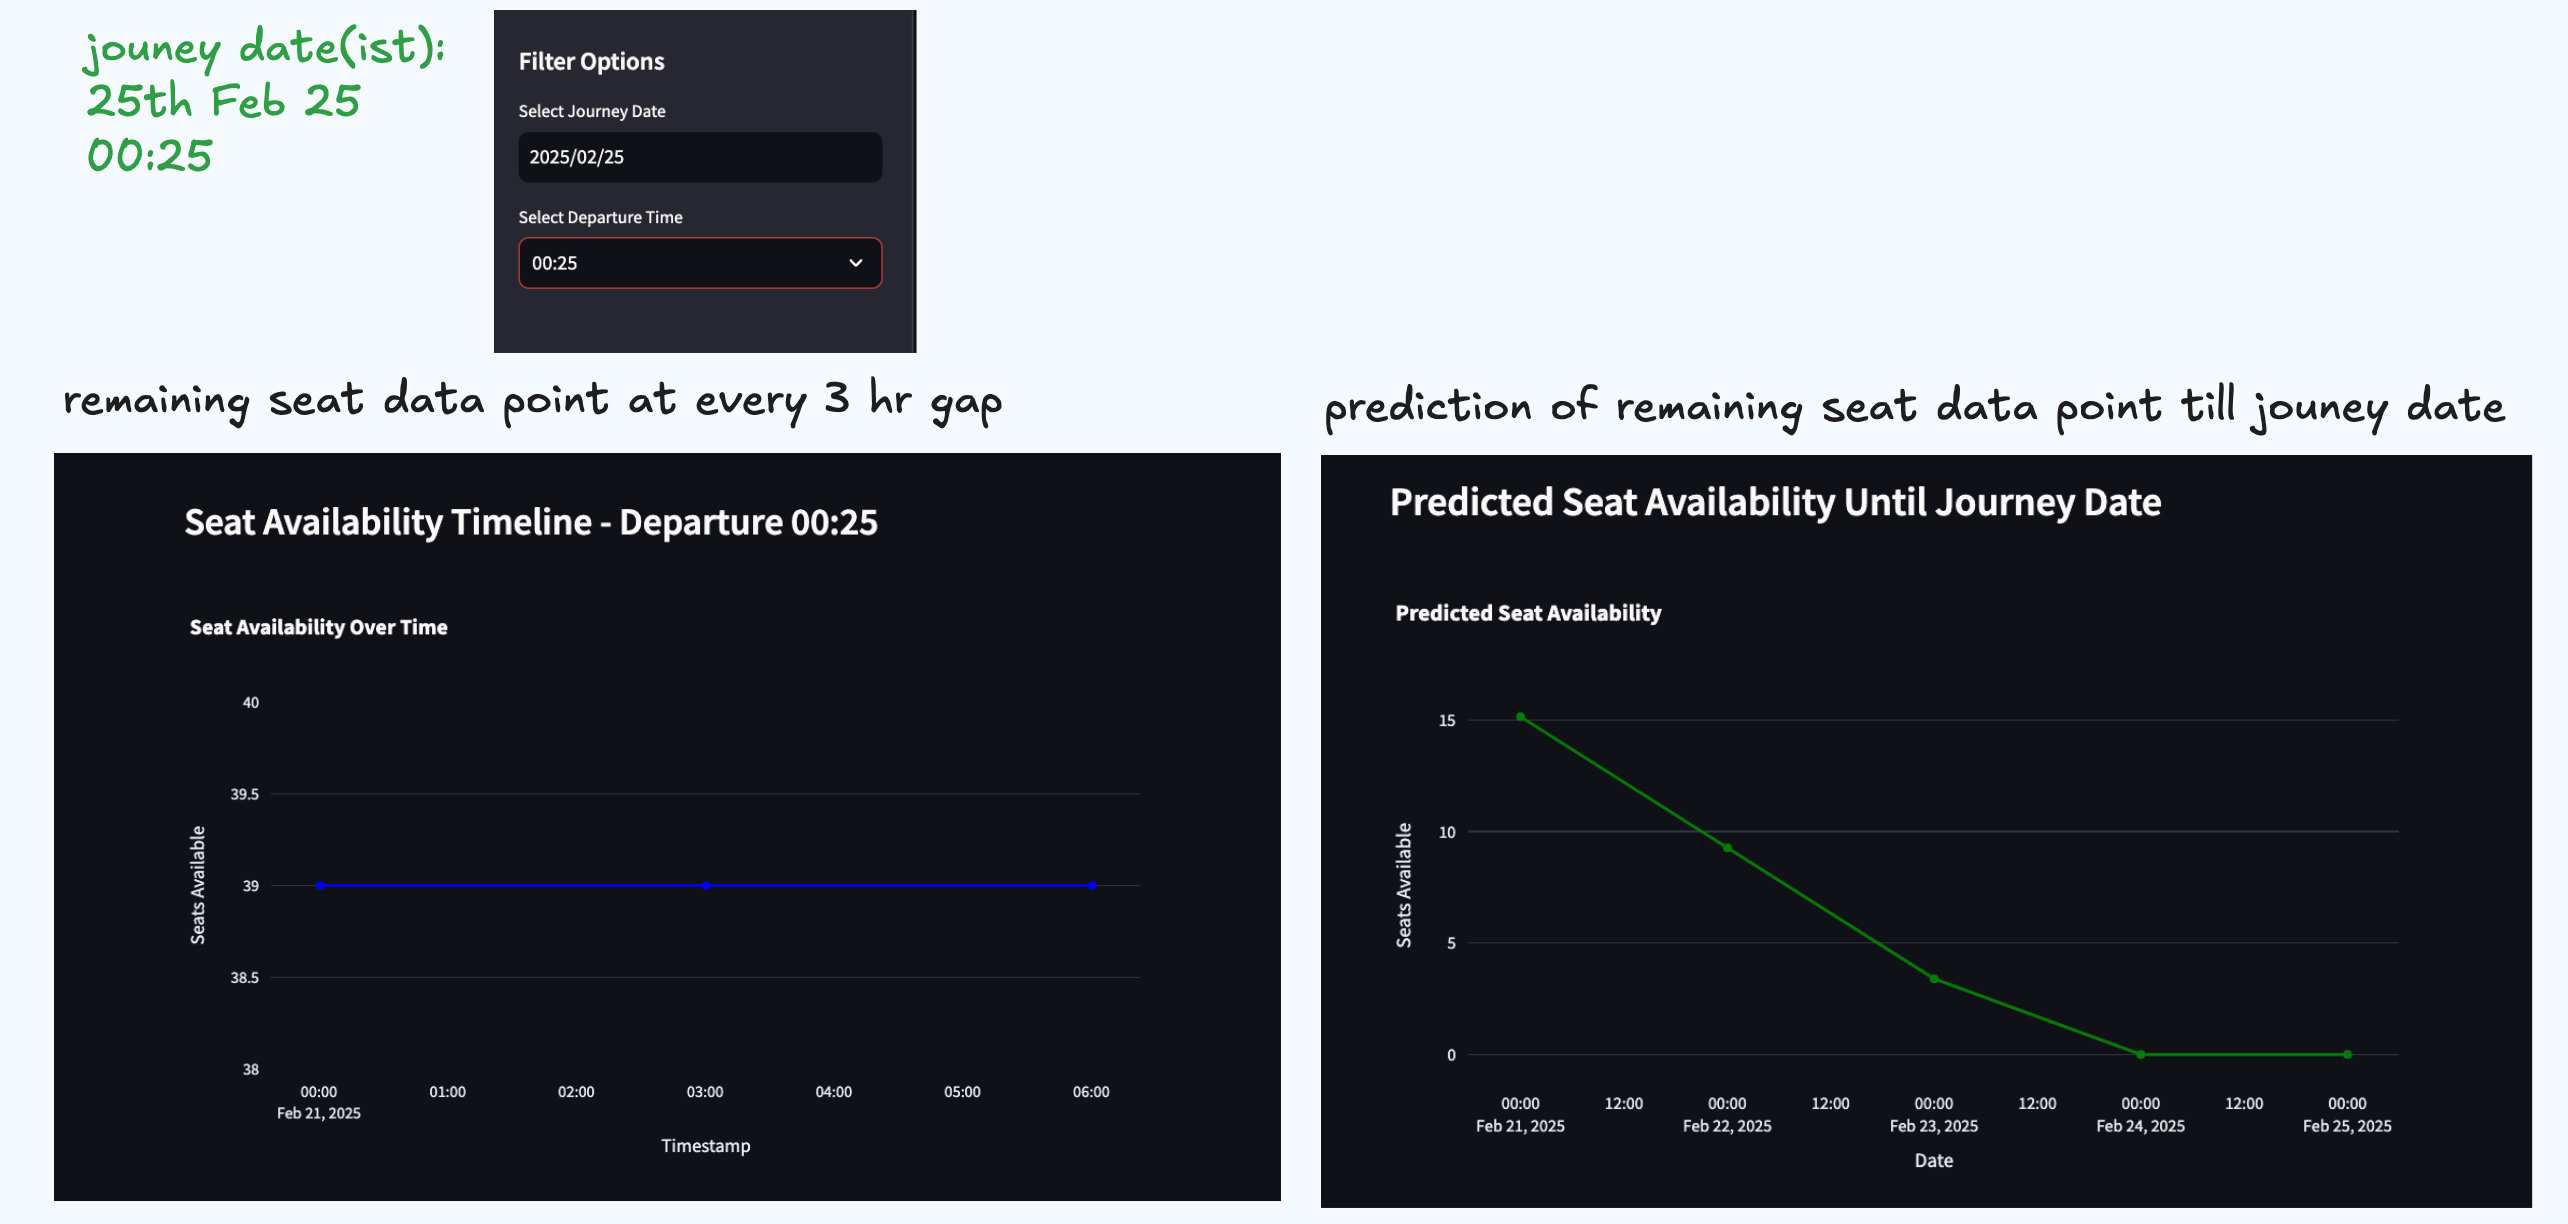 jouney date(ist):
25th Feb 25
00:25
Filter Options
Select Journey Date
2025/02/25
Select Departure Time
00:25
remaining seat data point at every 3 hr gap
Seat Availability Timeline - Departure 00:25
Seat Availability Over Time
40
39.5
39
38.5
38
Seats Available
00:00 01:00 02:00 03:00 04:00 05:00 06:00
Feb 21, 2025
Timestamp
prediction of remaining seat data point till jouney date
Predicted Seat Availability Until Journey Date
Predicted Seat Availability
15
10
5
0
Seats Available
00:00 12:00 00:00 12:00 00:00 12:00 00:00 12:00 00:00
Feb 21, 2025 Feb 22, 2025 Feb 23, 2025 Feb 24, 2025 Feb 25, 2025
Date